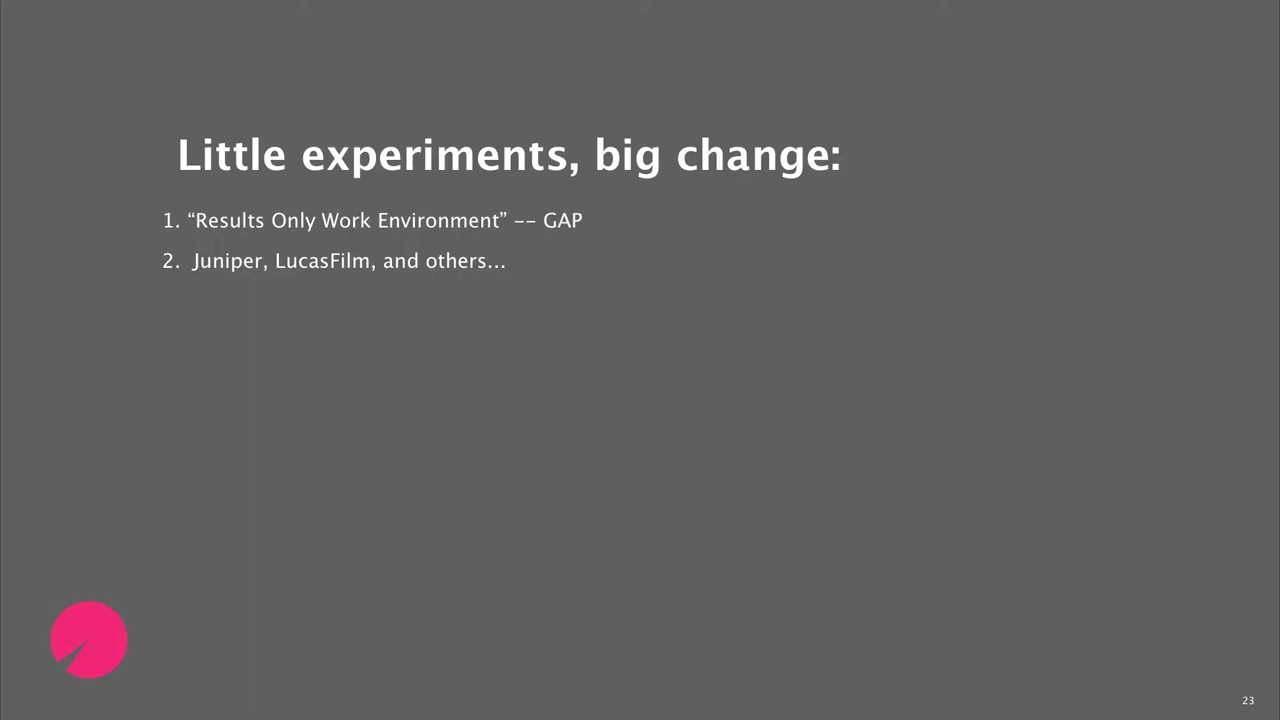 Little experiments, big change:
1. “Results Only Work Environment” -- GAP
2. Juniper, LucasFilm, and others...
23